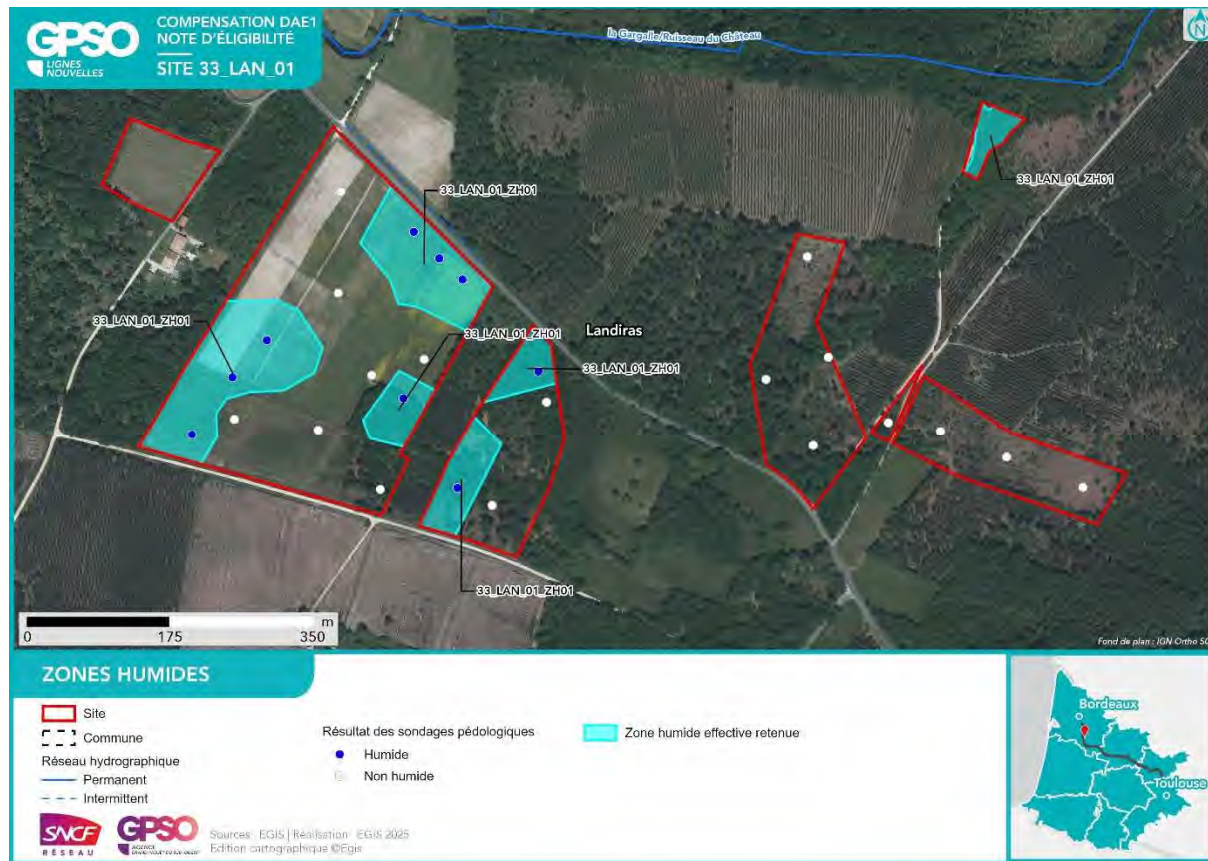 GPSO
LIGNES
NOUVELLES
COMPENSATION DAE1
NOTE D'ÉLIGIBILITÉ
SITE 33_LAN_01
la Gargalle/Ruisseau du Château
N
33_LAN_01_ZH01
33_LAN_01_ZH01
33_LAN_01_ZH01
33_LAN_01_ZH01
Landiras
33_LAN_01_ZH01
33_LAN_01_ZH01
m
0 175 350
Fond de plan : IGN Ortho 50
ZONES HUMIDES
Site
Commune
Réseau hydrographique
Permanent
Intermittent
Résultat des sondages pédologiques
Humide
Non humide
Zone humide effective retenue
Bordeaux
Toulouse
SNCF
RÉSEAU
GPSO
AGENCE
Sources : EGIS | Réalisation : EGIS 2025
Edition cartographique ©Egis